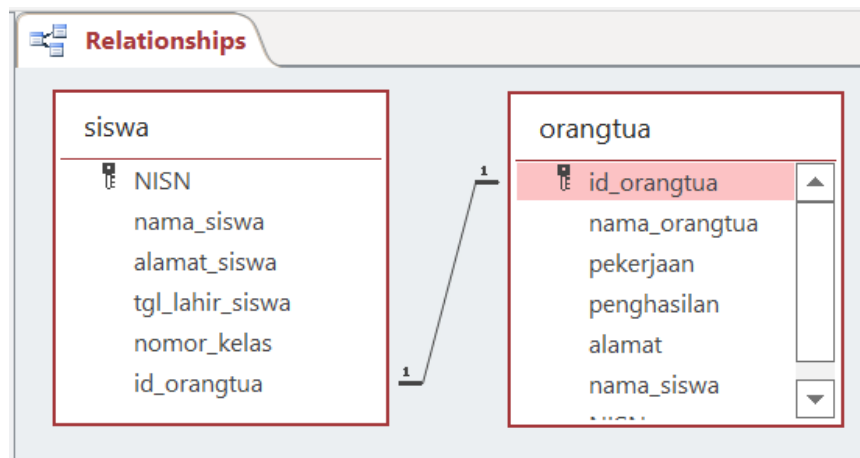 Relationships
siswa
NISN
nama_siswa
alamat_siswa
tgl_lahir_siswa
nomor_kelas
id_orangtua
1
1
orangtua
id_orangtua
nama_orangtua
pekerjaan
penghasilan
alamat
nama_siswa